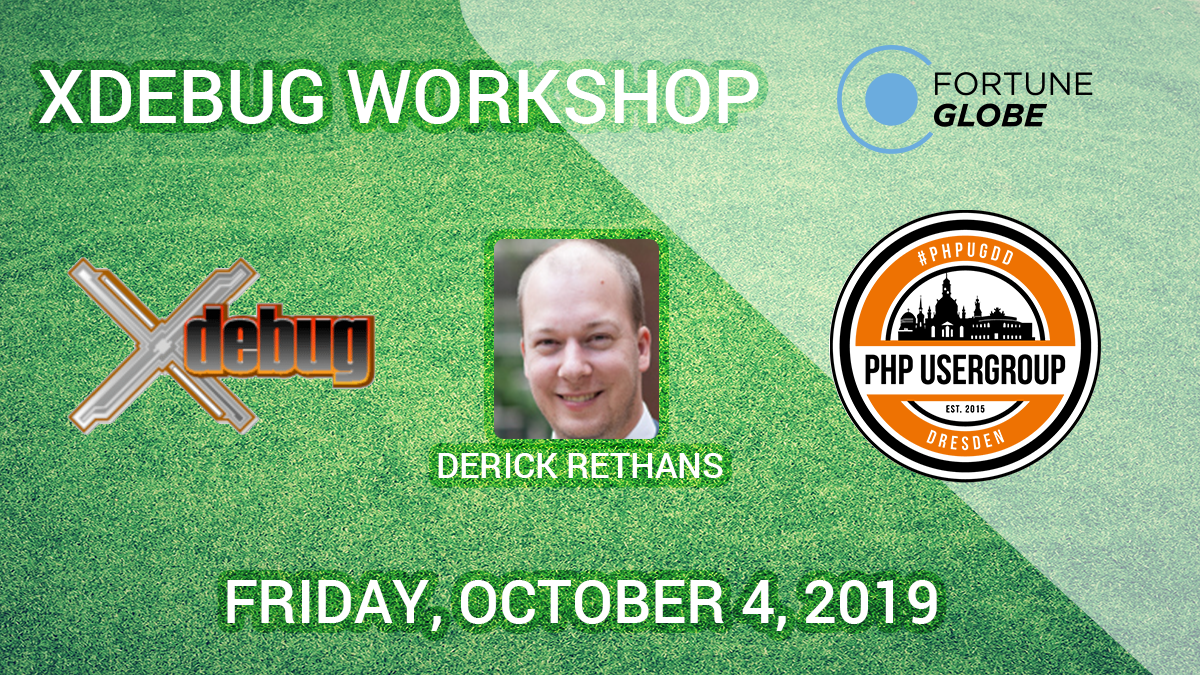 XDEBUG WORKSHOP
FORTUNE
GLOBE
Xdebug
#PHPUGDD
PHP USERGROUP
EST. 2015
DRESDEN
DERICK RETHANS
FRIDAY, OCTOBER 4, 2019